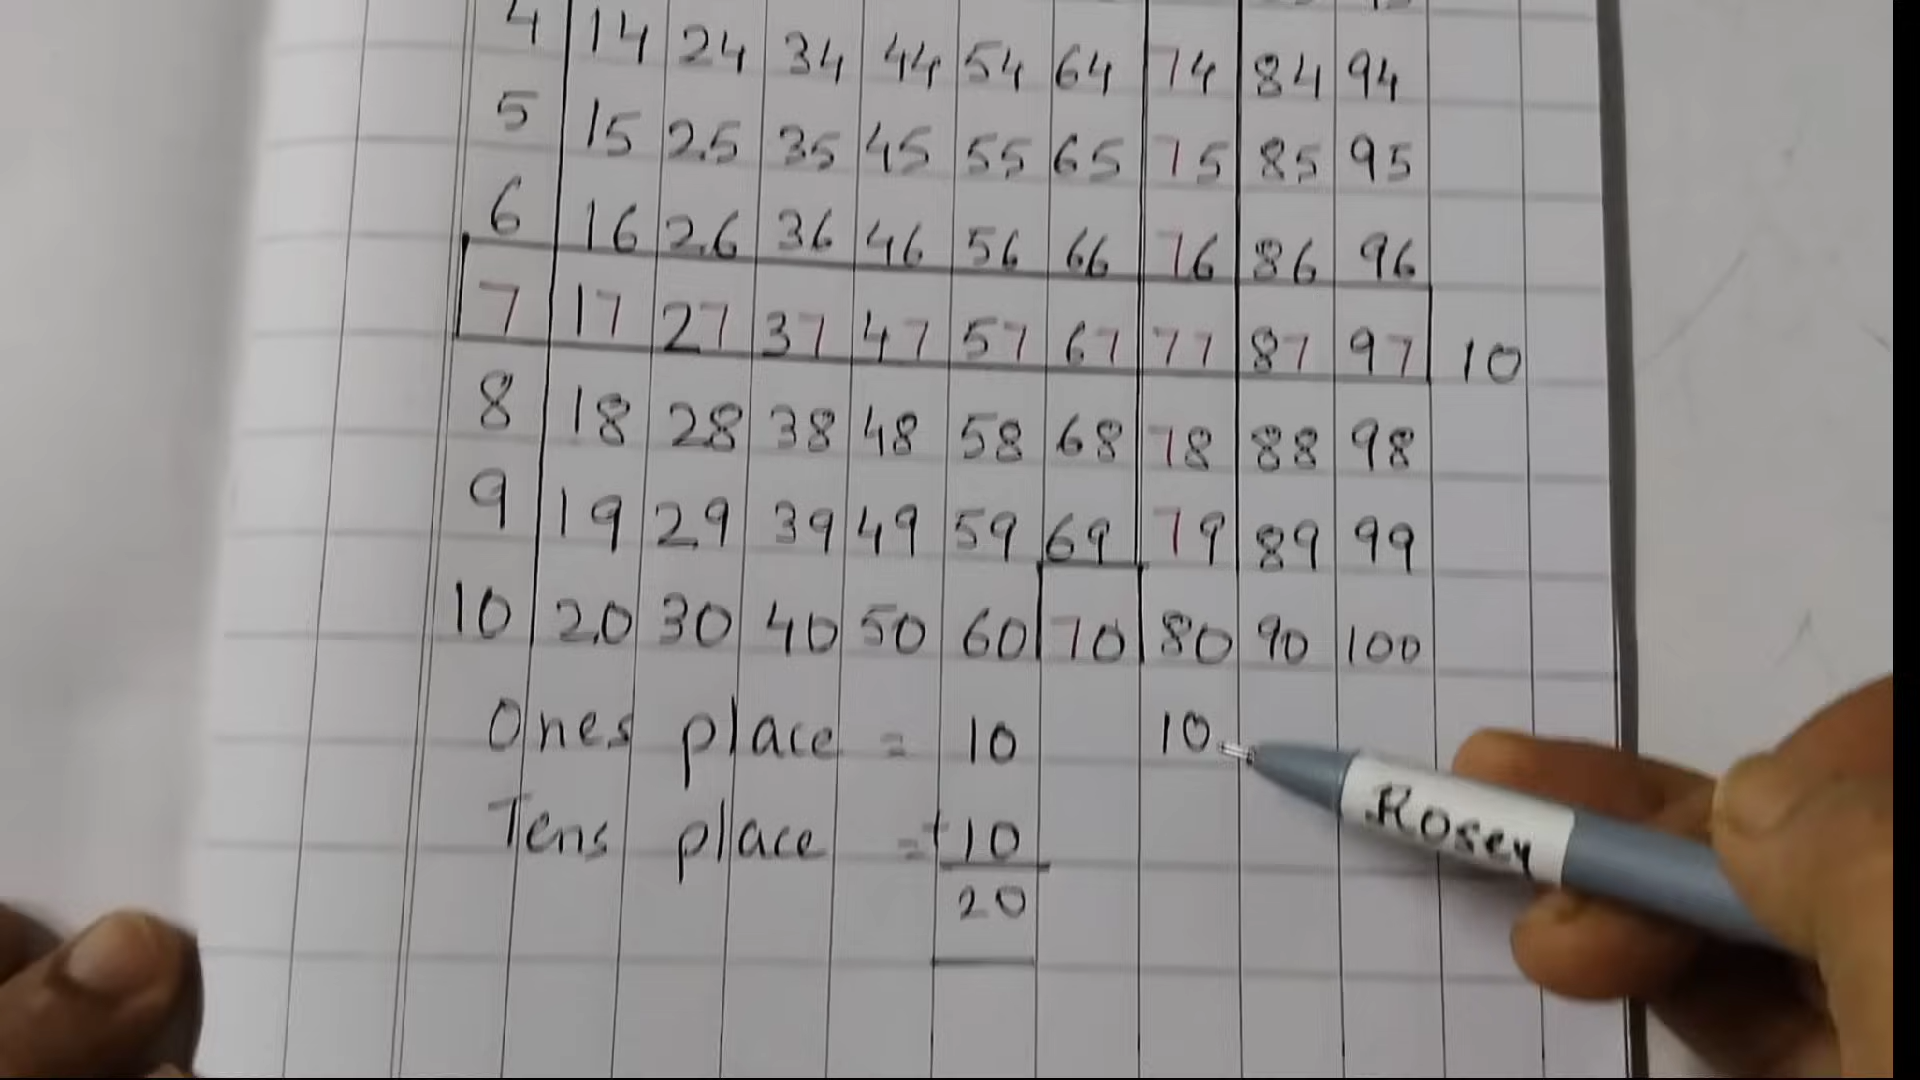 4 14 24 34 44 54 64 74 84 94
5 15 25 35 45 55 65 75 85 95
6 16 26 36 46 56 66 76 86 96
7 17 27 37 47 57 67 77 87 97 10
8 18 28 38 48 58 68 78 88 98
9 19 29 39 49 59 69 79 89 99
10 20 30 40 50 60 70 80 90 100
Ones place = 10 10
Tens place = +10
20
Rosey